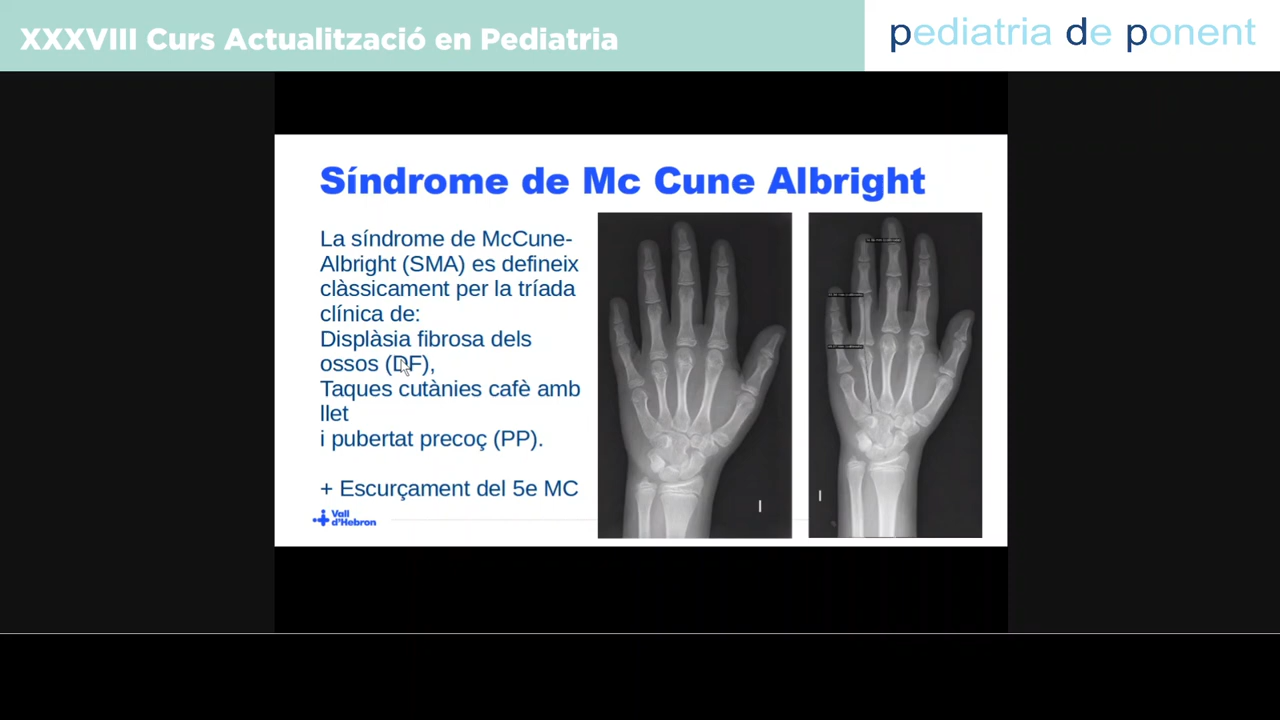 XXXVIII Curs Actualització en Pediatria
pediatria de ponent
Síndrome de Mc Cune Albright
La síndrome de McCune-
Albright (SMA) es defineix
clàssicament per la tríada
clínica de:
Displàsia fibrosa dels
ossos (DF),
Taques cutànies cafè amb
llet
i pubertat precoç (PP).
+ Escurçament del 5e MC
Vall
d'Hebron